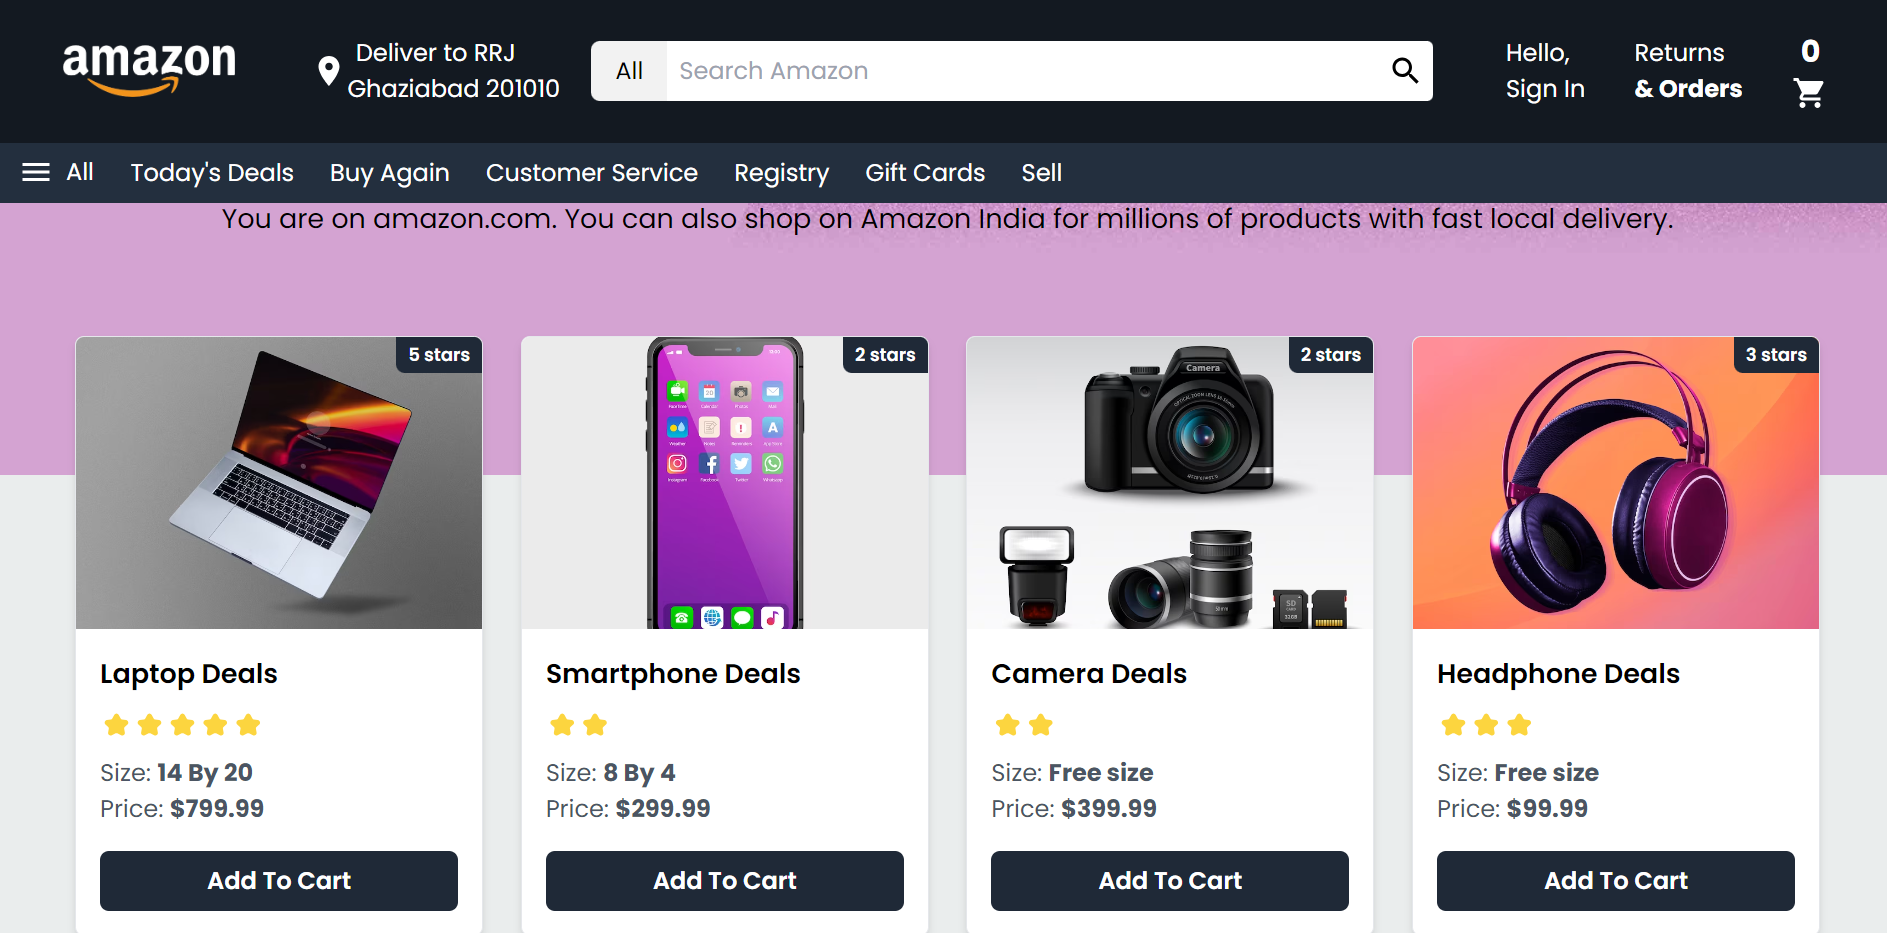 amazon
Deliver to RRJ
Ghaziabad 201010
All
Search Amazon
Hello,
Sign In
Returns
& Orders
0
All
Today's Deals
Buy Again
Customer Service
Registry
Gift Cards
Sell
You are on amazon.com. You can also shop on Amazon India for millions of products with fast local delivery.
5 stars
Laptop Deals
Size: 14 By 20
Price: $799.99
Add To Cart
2 stars
Smartphone Deals
Size: 8 By 4
Price: $299.99
Add To Cart
2 stars
Camera
Camera Deals
Size: Free size
Price: $399.99
Add To Cart
3 stars
Headphone Deals
Size: Free size
Price: $99.99
Add To Cart